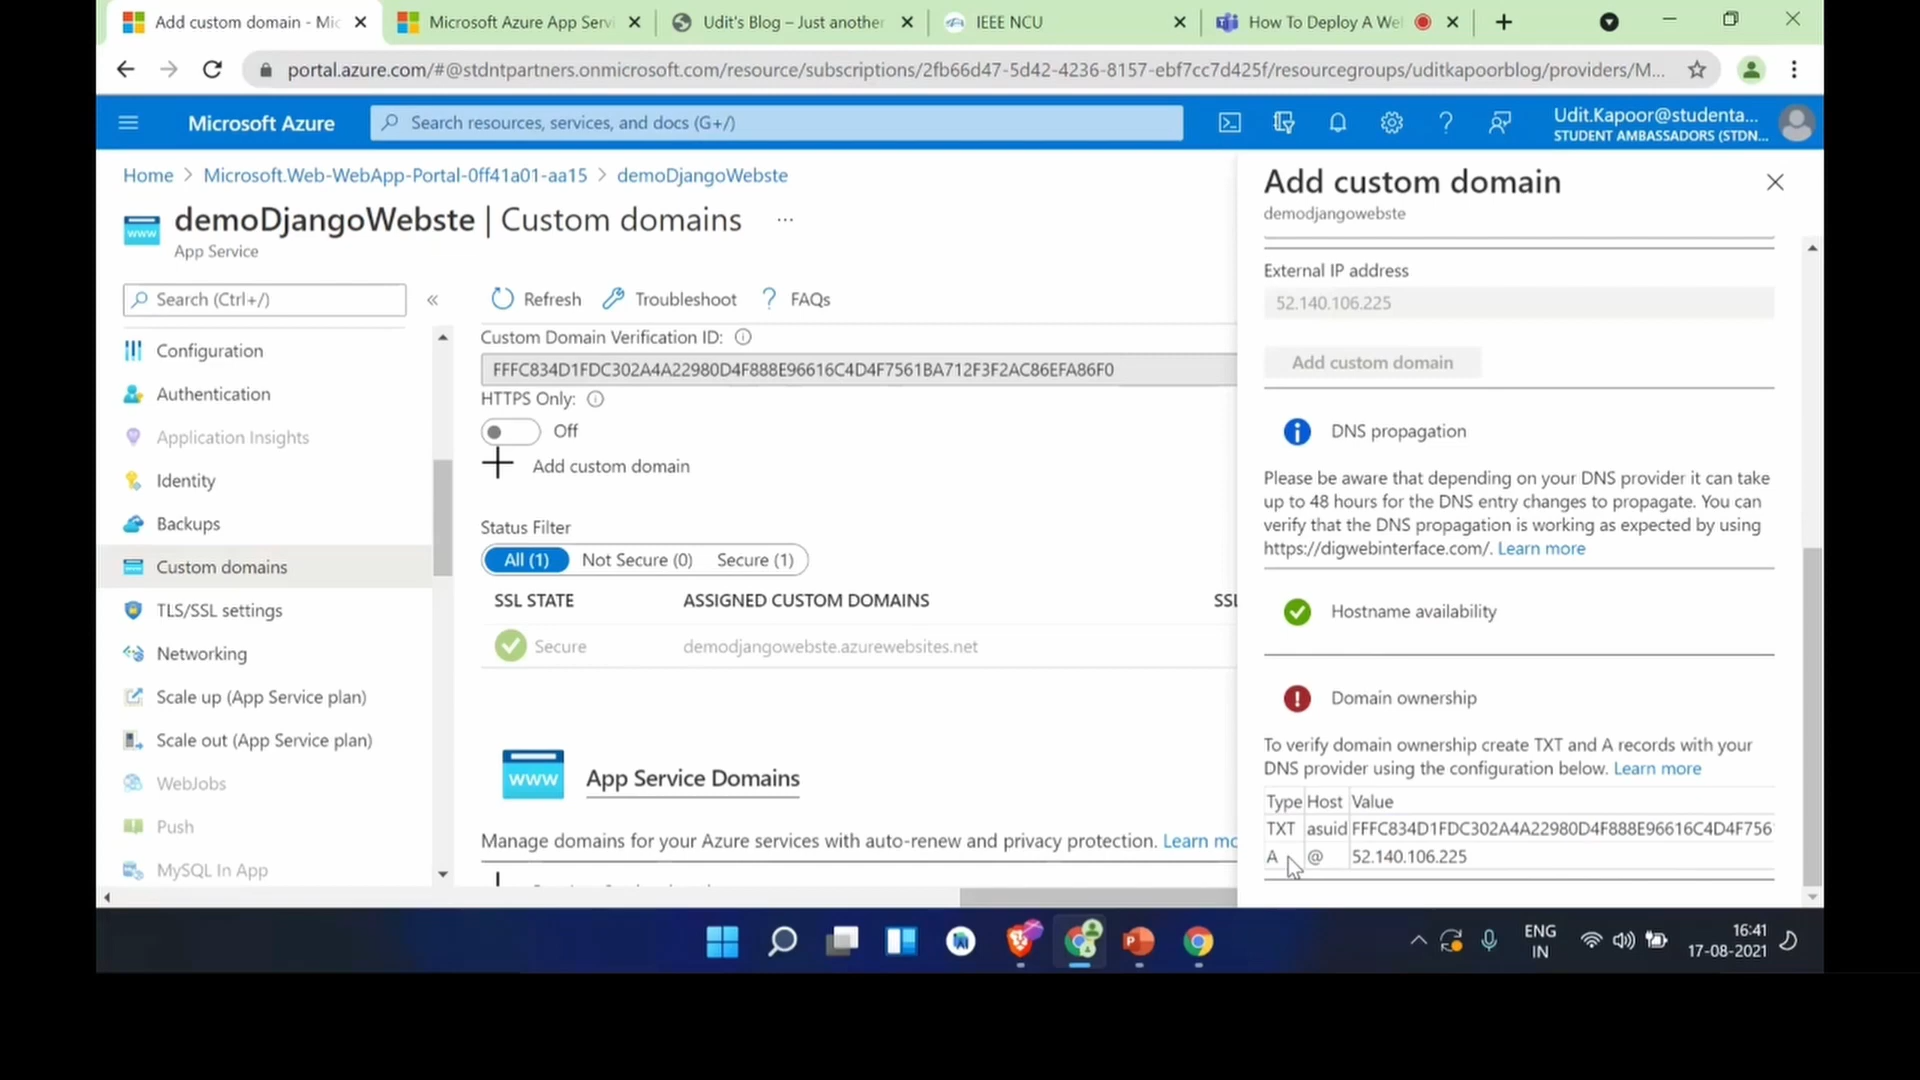 Add custom domain - Mic
Microsoft Azure App Servi
Udit's Blog – Just another
IEEE NCU
How To Deploy A Wel
portal.azure.com/#@stdntpartners.onmicrosoft.com/resource/subscriptions/2fb66d47-5d42-4236-8157-ebf7cc7d425f/resourcegroups/uditkapoorblog/providers/M...
Microsoft Azure
Search resources, services, and docs (G+/)
Udit.Kapoor@studenta...
STUDENT AMBASSADORS (STDN...
Home > Microsoft.Web-WebApp-Portal-0ff41a01-aa15 > demoDjangoWebste
demoDjangoWebste | Custom domains ...
App Service
Search (Ctrl+/)
«
Configuration
Authentication
Application Insights
Identity
Backups
Custom domains
TLS/SSL settings
Networking
Scale up (App Service plan)
Scale out (App Service plan)
WebJobs
Push
MySQL In App
Refresh
Troubleshoot
FAQs
Custom Domain Verification ID:
FFFC834D1FDC302A4A22980D4F888E96616C4D4F7561BA712F3F2AC86EFA86F0
HTTPS Only:
Off
Add custom domain
Status Filter
All (1) Not Secure (0) Secure (1)
SSL STATE ASSIGNED CUSTOM DOMAINS SSL
Secure demodjangowebste.azurewebsites.net
www App Service Domains
Manage domains for your Azure services with auto-renew and privacy protection. Learn mo
Add custom domain
demodjangowebste
External IP address
52.140.106.225
Add custom domain
DNS propagation
Please be aware that depending on your DNS provider it can take
up to 48 hours for the DNS entry changes to propagate. You can
verify that the DNS propagation is working as expected by using
https://digwebinterface.com/. Learn more
Hostname availability
Domain ownership
To verify domain ownership create TXT and A records with your
DNS provider using the configuration below. Learn more
Type Host Value
TXT asuid FFFC834D1FDC302A4A22980D4F888E96616C4D4F756
A @ 52.140.106.225
ENG
IN
16:41
17-08-2021